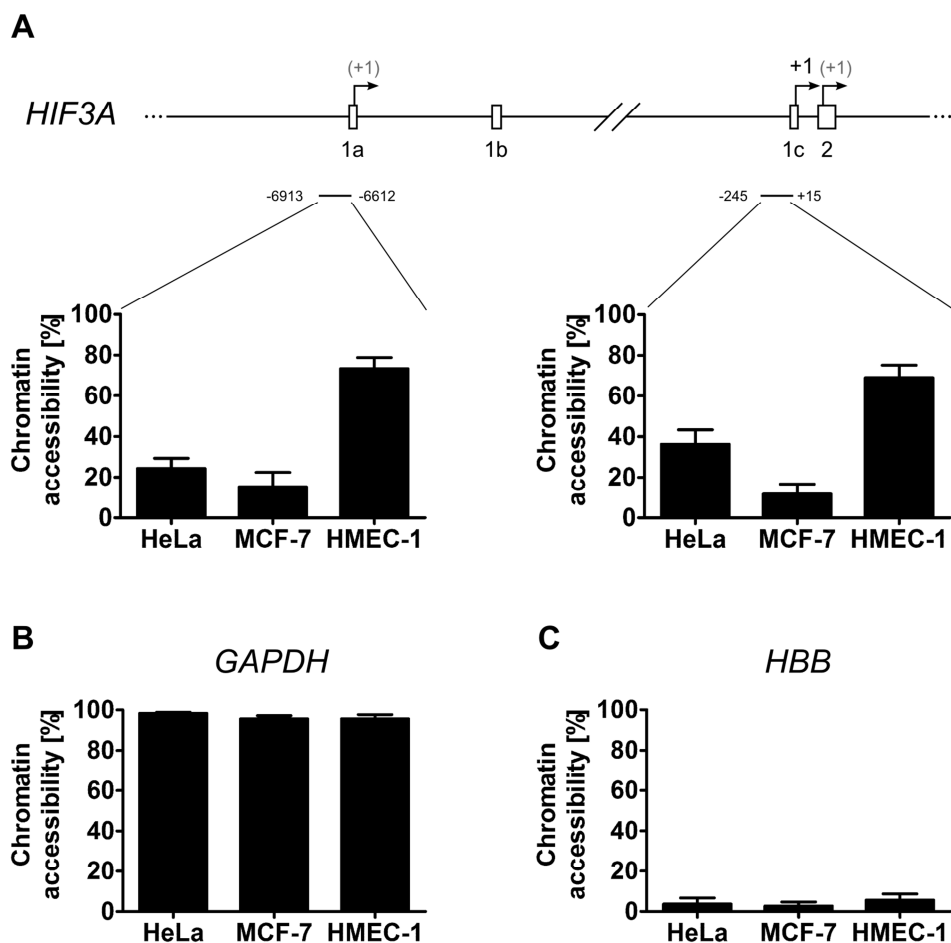 A
(+1) +1 (+1)
HIF3A ... ...
1a 1b 1c 2
-6913 -6612 -245 +15
Chromatin
accessibility [%]
100
80
60
40
20
0
HeLa MCF-7 HMEC-1
Chromatin
accessibility [%]
100
80
60
40
20
0
HeLa MCF-7 HMEC-1
B
GAPDH
Chromatin
accessibility [%]
100
80
60
40
20
0
HeLa MCF-7 HMEC-1
C
HBB
Chromatin
accessibility [%]
100
80
60
40
20
0
HeLa MCF-7 HMEC-1